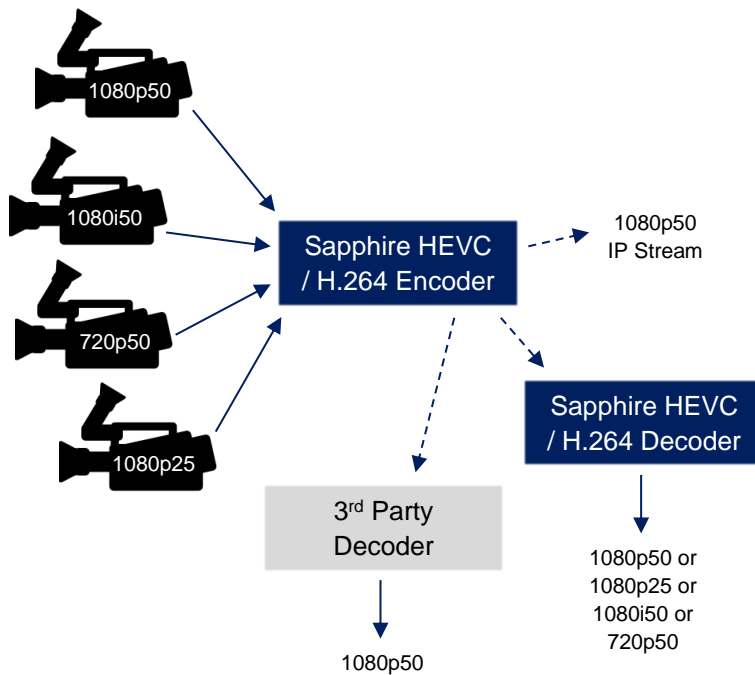 1080p50
1080i50
720p50
1080p25
Sapphire HEVC
/ H.264 Encoder
1080p50
IP Stream
Sapphire HEVC
/ H.264 Decoder
3rd Party
Decoder
1080p50 or
1080p25 or
1080i50 or
720p50
1080p50